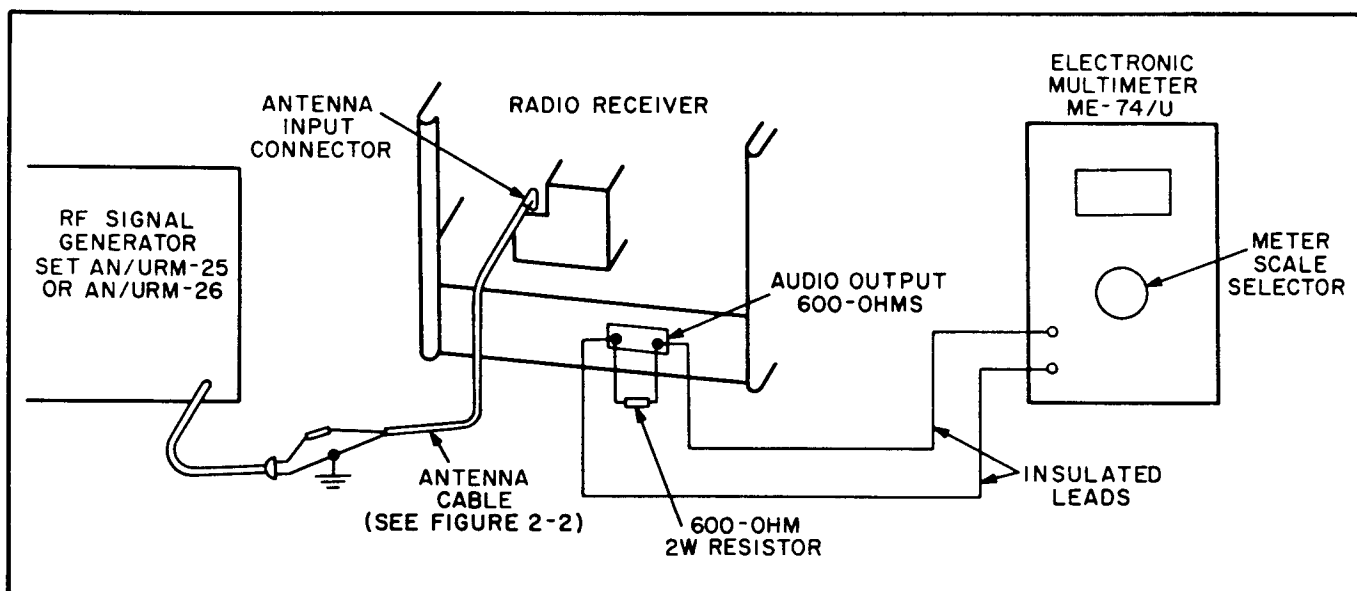 ANTENNA
INPUT
CONNECTOR
RADIO RECEIVER
ELECTRONIC
MULTIMETER
ME-74/U
RF SIGNAL
GENERATOR
SET AN/URM-25
OR AN/URM-26
METER
SCALE
SELECTOR
AUDIO OUTPUT
600-OHMS
ANTENNA
CABLE
(SEE FIGURE 2-2)
600-OHM
2W RESISTOR
INSULATED
LEADS